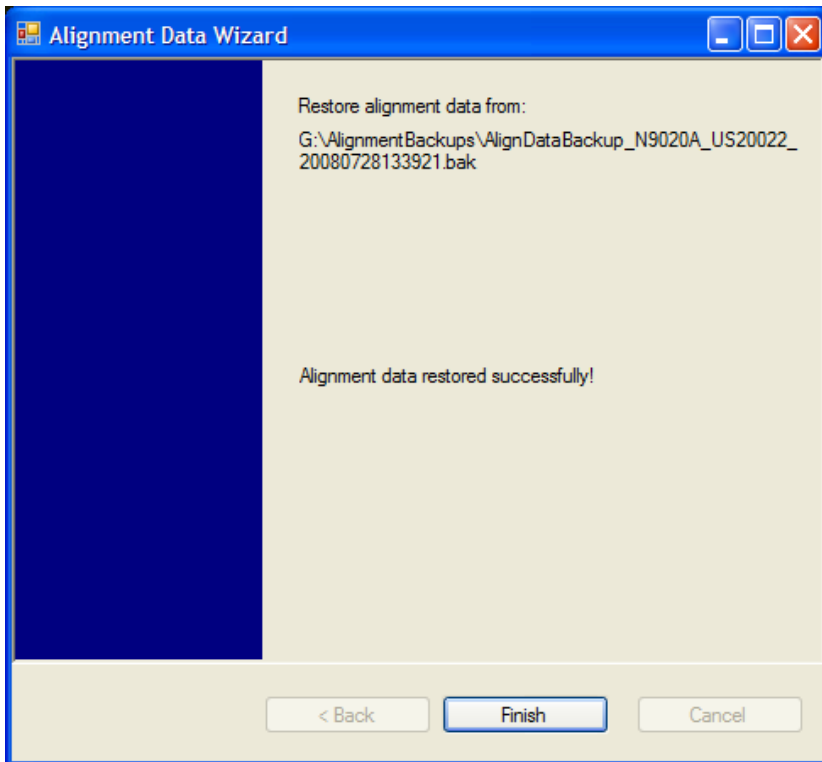 Alignment Data Wizard
Restore alignment data from:
G:\AlignmentBackups\AlignDataBackup_N9020A_US20022_
20080728133921.bak
Alignment data restored successfully!
< Back
Finish
Cancel